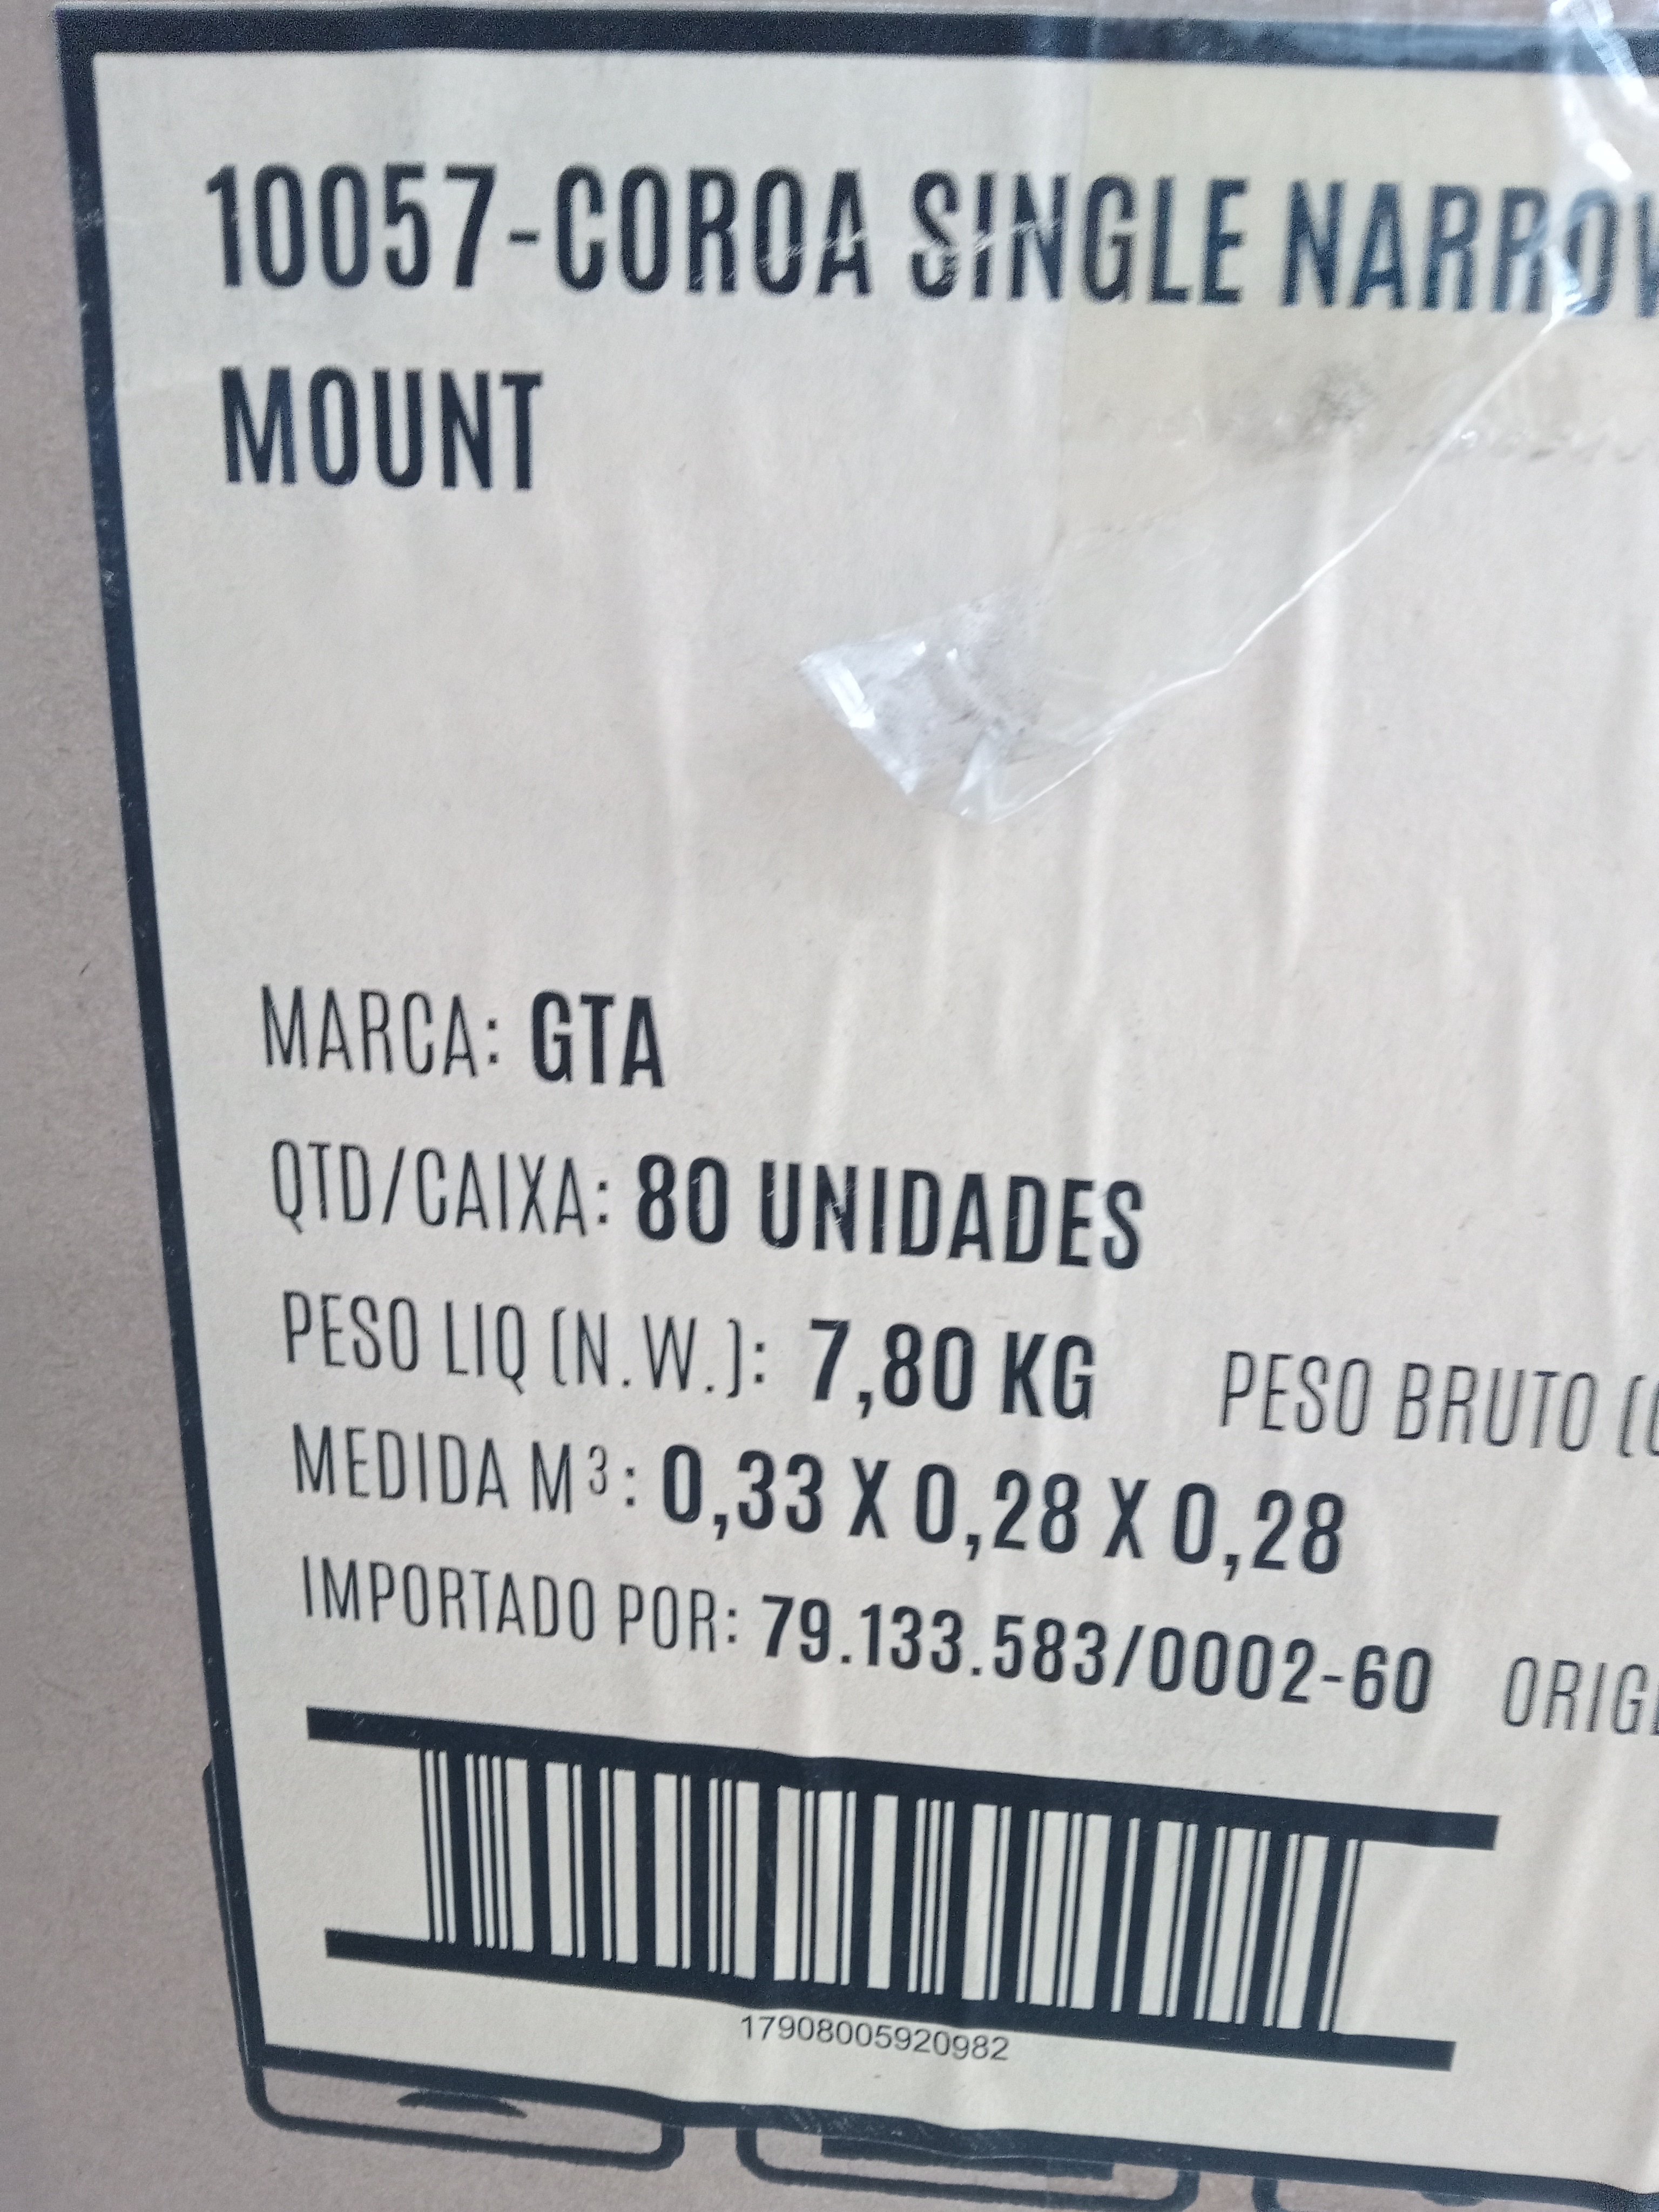 10057-COROA SINGLE NARROW
MOUNT
MARCA: GTA
QTD/CAIXA: 80 UNIDADES
PESO LIQ (N.W.): 7,80 KG PESO BRUTO
MEDIDA M³: 0,33 X 0,28 X 0,28
IMPORTADO POR: 79.133.583/0002-60
17908005920982